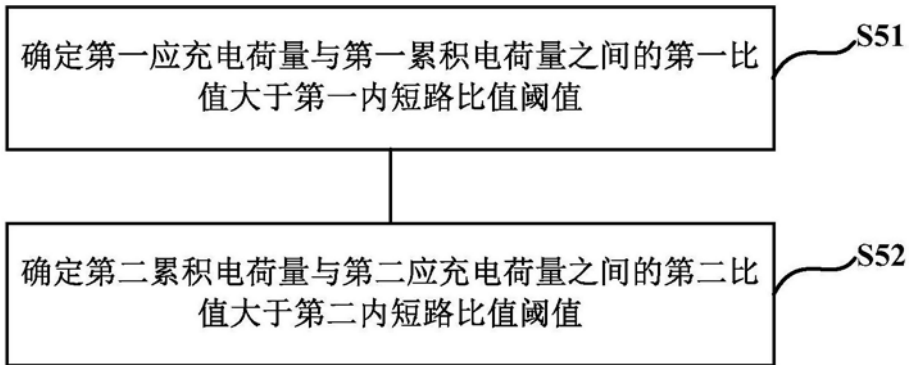 确定第一应充电荷量与第一累积电荷量之间的第一比
值大于第一内短路比值阈值
S51
确定第二累积电荷量与第二应充电荷量之间的第二比
值大于第二内短路比值阈值
S52